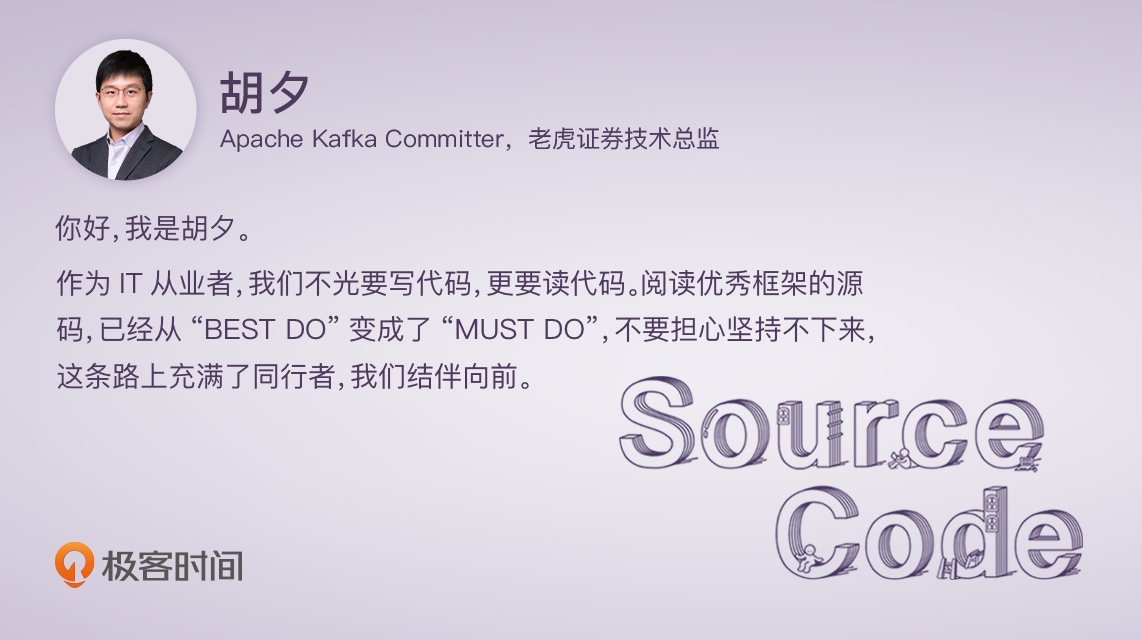 胡夕
Apache Kafka Committer，老虎证券技术总监
你好，我是胡夕。
作为 IT 从业者，我们不光要写代码，更要读代码。阅读优秀框架的源
码，已经从 “BEST DO” 变成了 “MUST DO”，不要担心坚持不下来，
这条路上充满了同行者，我们结伴向前。
Source
Code
极客时间